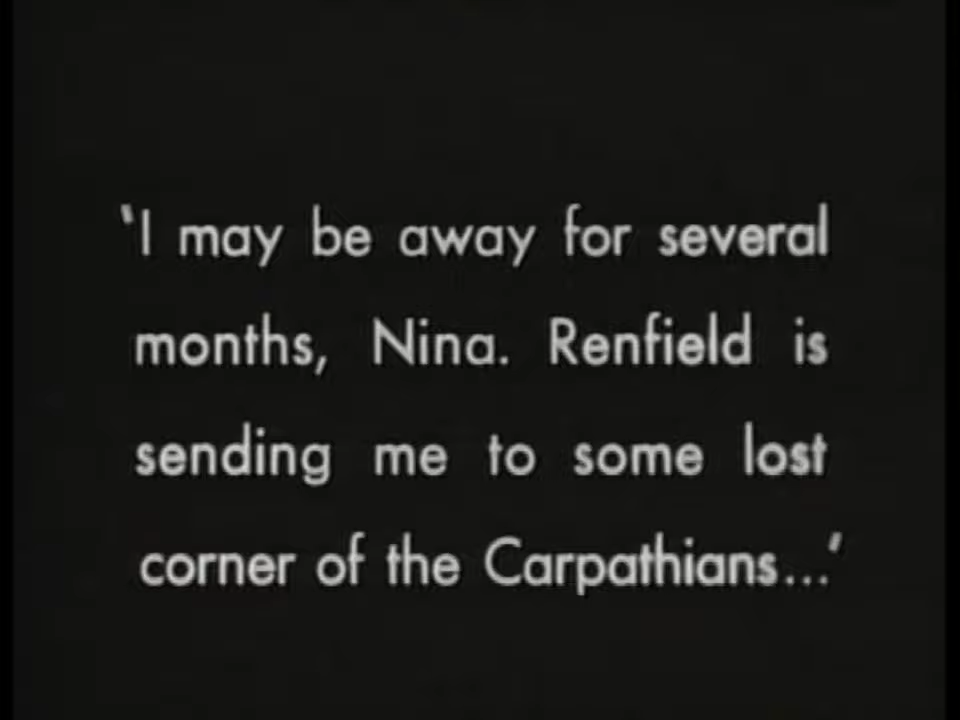 'I may be away for several
months, Nina. Renfield is
sending me to some lost
corner of the Carpathians...'